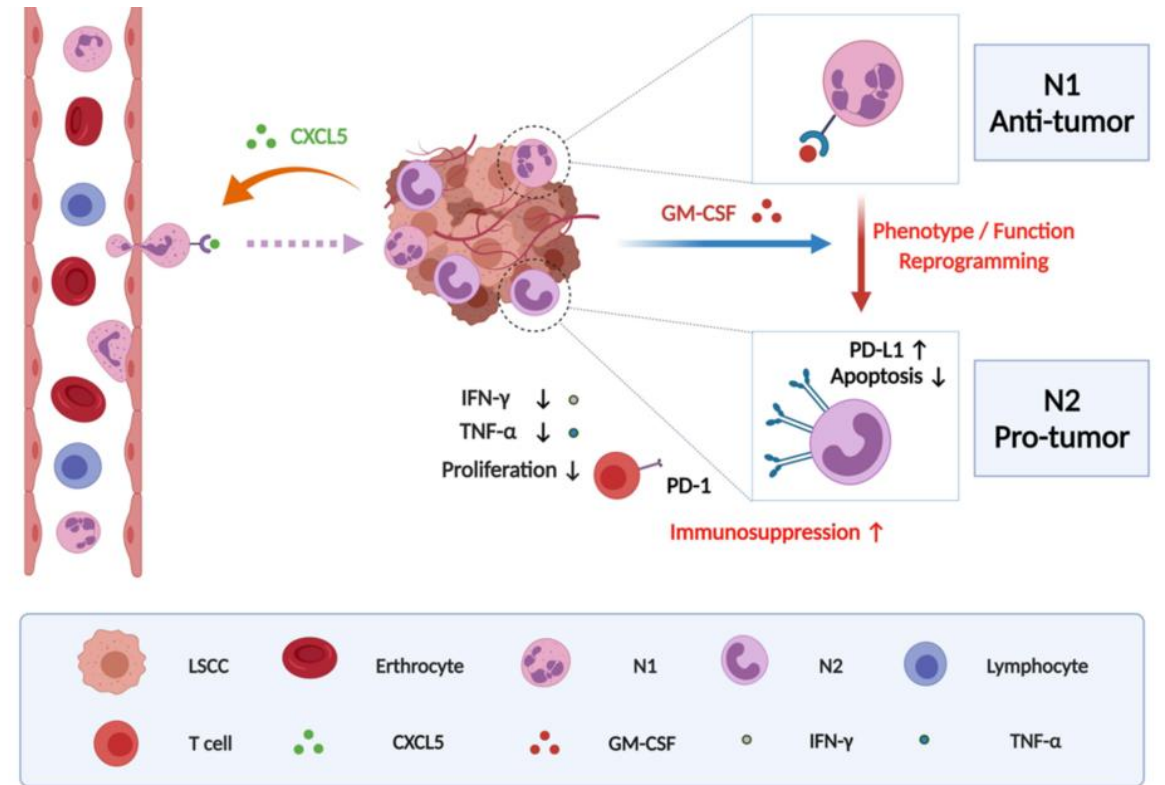 CXCL5
N1
Anti-tumor
GM-CSF
Phenotype / Function
Reprogramming
PD-L1 ↑
Apoptosis ↓
N2
Pro-tumor
IFN-γ ↓
TNF-α ↓
Proliferation ↓
PD-1
Immunosuppression ↑
LSCC
Erthrocyte
N1
N2
Lymphocyte
T cell
CXCL5
GM-CSF
IFN-γ
TNF-α